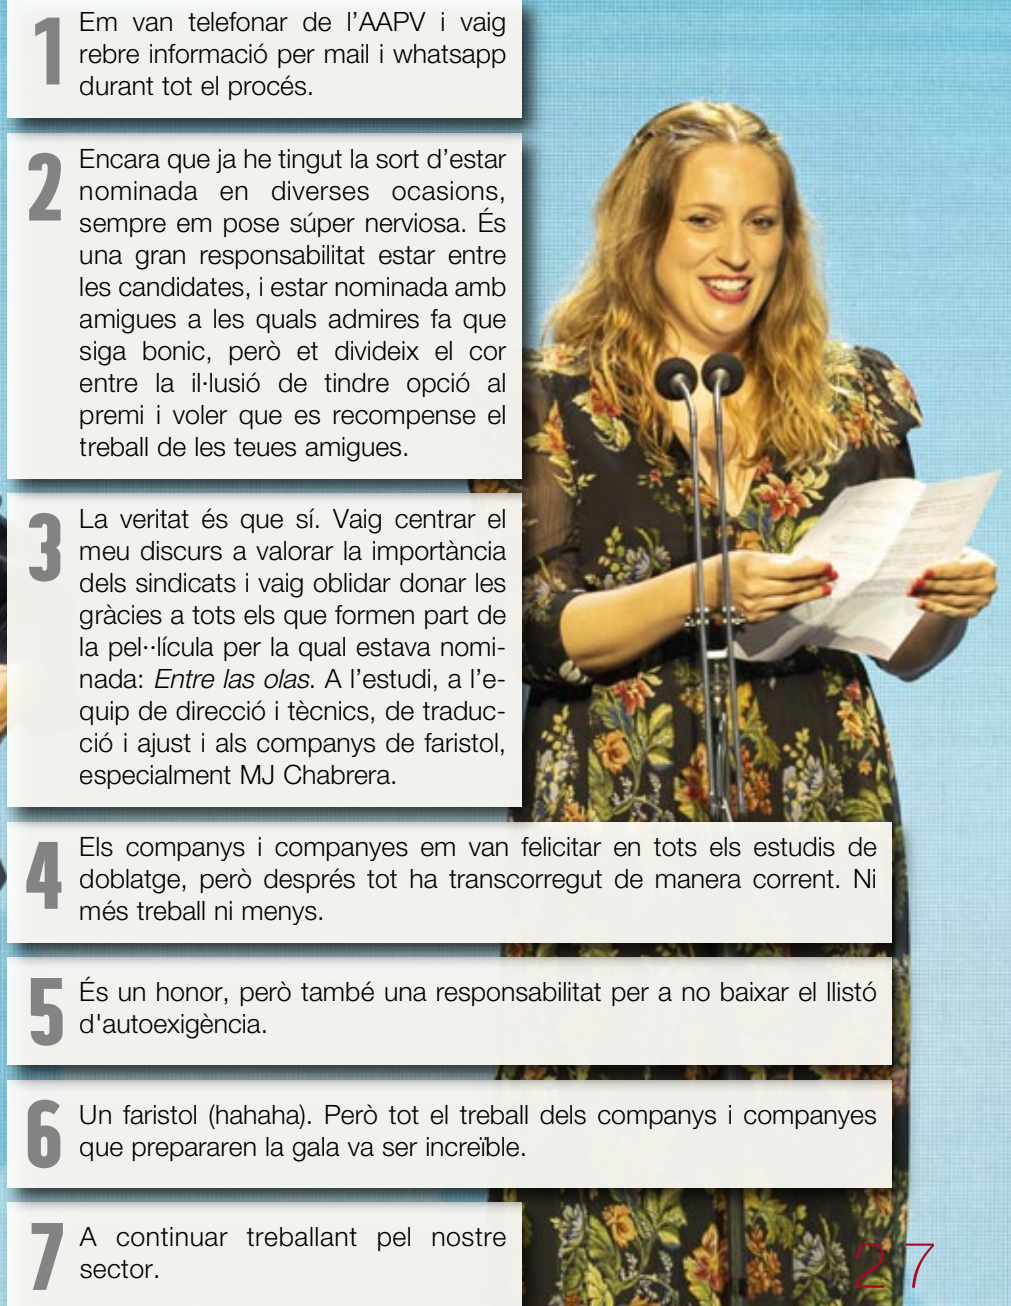 1
Em van telefonar de l’AAPV i vaig
rebre informació per mail i whatsapp
durant tot el procés.
2
Encara que ja he tingut la sort d’estar
nominada en diverses ocasions,
sempre em pose súper nerviosa. És
una gran responsabilitat estar entre
les candidates, i estar nominada amb
amigues a les quals admires fa que
siga bonic, però et divideix el cor
entre la il·lusió de tindre opció al
premi i voler que es recompense el
treball de les teues amigues.
3
La veritat és que sí. Vaig centrar el
meu discurs a valorar la importància
dels sindicats i vaig oblidar donar les
gràcies a tots els que formen part de
la pel··lícula per la qual estava nomi-
nada: Entre las olas. A l’estudi, a l’e-
quip de direcció i tècnics, de traduc-
ció i ajust i als companys de faristol,
especialment MJ Chabrera.
4
Els companys i companyes em van felicitar en tots els estudis de
doblatge, però després tot ha transcorregut de manera corrent. Ni
més treball ni menys.
5
És un honor, però també una responsabilitat per a no baixar el llistó
d'autoexigència.
6
Un faristol (hahaha). Però tot el treball dels companys i companyes
que prepararen la gala va ser increïble.
7
A continuar treballant pel nostre
sector.
27